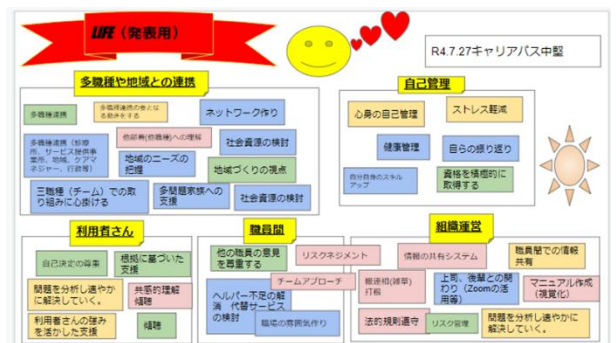 LIFE（発表用）
R4.7.27キャリアパス中堅
多職種や地域との連携
多職種連携
多職種連携の要となる動きをする
ネットワーク作り
多職種連携（診療所、サービス提供事業所、地域、ケアマネジャー、行政等）
他部署(他職種)への理解
社会資源の検討
地域のニーズの把握
地域づくりの視点
三職種（チーム）での取り組みに心掛ける
多問題家族への支援
社会資源の検討
自己管理
心身の自己管理
ストレス軽減
健康管理
自らの振り返り
自分自身のスキルアップ
資格を積極的に取得する
利用者さん
自己決定の尊重
根拠に基づいた支援
問題を分析し速やかに解決していく。
共感的理解
傾聴
利用者さんの強みを活かした支援
傾聴
職員間
他の職員の意見を尊重する
リスクネジメント
チームアプローチ
ヘルパー不足の解消　代替サービスの検討
職場の雰囲気作り
組織運営
情報の共有システム
職員間での情報共有
報連相(雑草)打根
上司、後輩との関わり（Zoomの活用等）
マニュアル作成（視覚化）
法的規則遵守
リスク管理
問題を分析し速やかに解決していく。